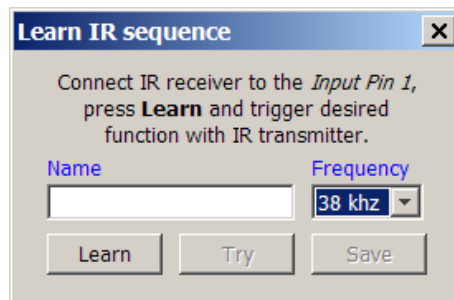 Learn IR sequence
Connect IR receiver to the Input Pin 1,
press Learn and trigger desired
function with IR transmitter.
Name Frequency
38 khz
Learn Try Save